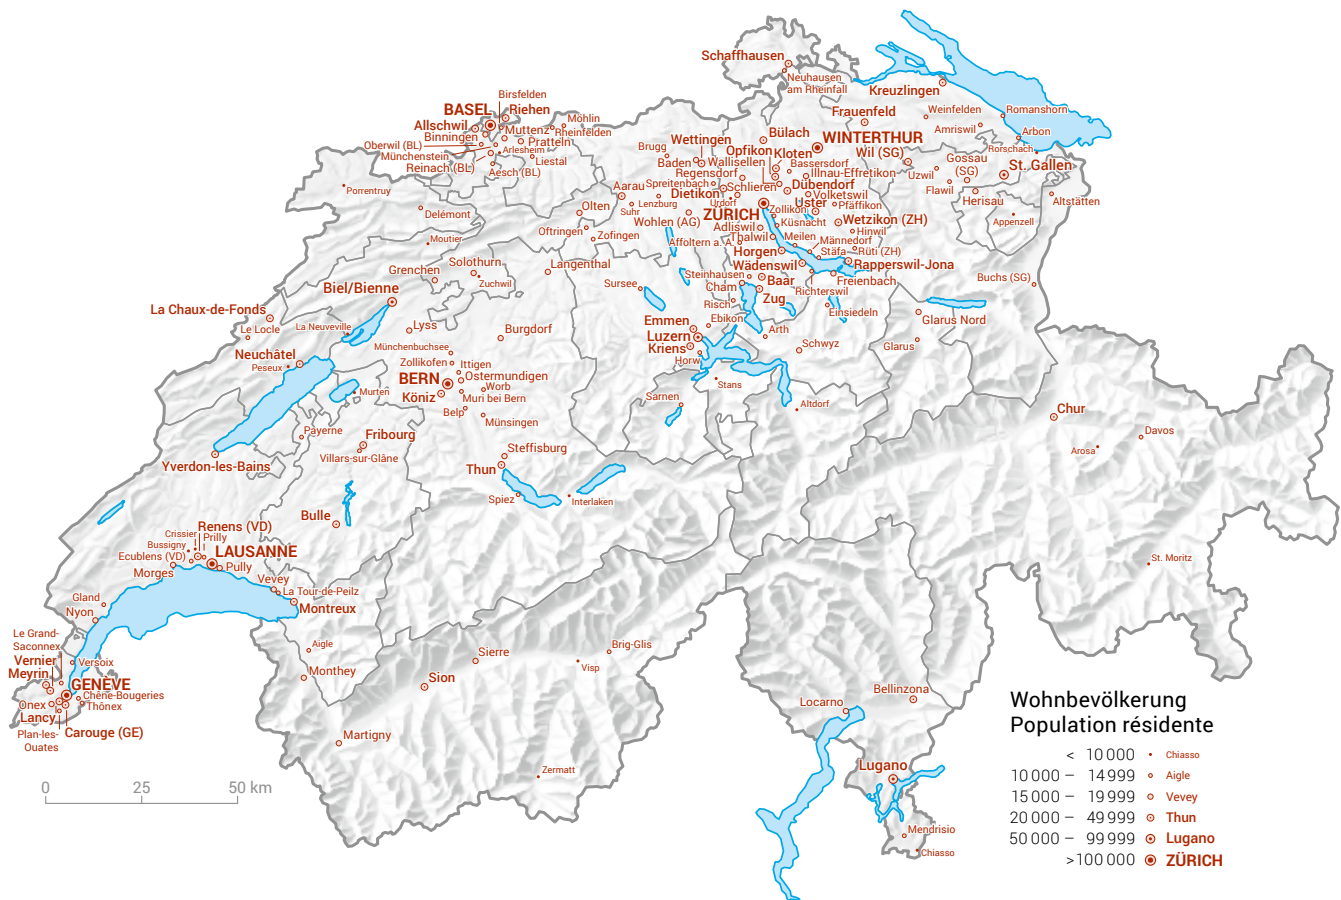 Schaffhausen
Neuhausen
am Rheinfall
Kreuzlingen
Birsfelden
BASEL
Riehen
Allschwil
Binningen
Muttenz
Möhlin
Rheinfelden
Pratteln
Oberwil (BL)
Münchenstein
Arlesheim
Reinach (BL)
Liestal
Aesch (BL)
Frauenfeld
Weinfelden
Romanshorn
Amriswil
Arbon
Rorschach
Bülach
WINTERTHUR
Wettingen
Brugg
Baden
Opfikon
Kloten
Wil (SG)
Gossau
(SG)
St. Gallen
Wallisellen
Bassersdorf
Regensdorf
Illnau-Effretikon
Uzwil
Flawil
Herisau
Altstätten
Appenzell
Spreitenbach
Schlieren
Dübendorf
Dietikon
Urdorf
Volketswil
Uster
Pfäffikon
Aarau
Lenzburg
Suhr
Wohlen (AG)
ZÜRICH
Zollikon
Küsnacht
Wetzikon (ZH)
Hinwil
Adliswil
Thalwil
Meilen
Männedorf
Stäfa
Rüti (ZH)
Affoltern a. A.
Horgen
Wädenswil
Rapperswil-Jona
Freienbach
Richterswil
Einsiedeln
Porrentruy
Delémont
Moutier
Olten
Oftringen
Zofingen
Langenthal
Grenchen
Solothurn
Zuchwil
Steinhausen
Cham
Baar
Zug
Risch
Sursee
Buchs (SG)
Biel/Bienne
La Chaux-de-Fonds
Le Locle
La Neuveville
Lyss
Burgdorf
Emmen
Ebikon
Luzern
Kriens
Horw
Arth
Schwyz
Glarus Nord
Glarus
Neuchâtel
Peseux
Münchenbuchsee
Zollikofen
Ittigen
BERN
Ostermundigen
Worb
Köniz
Muri bei Bern
Belp
Münsingen
Murten
Stans
Sarnen
Altdorf
Chur
Davos
Arosa
Payerne
Fribourg
Villars-sur-Glâne
Yverdon-les-Bains
Steffisburg
Thun
Spiez
Interlaken
Bulle
St. Moritz
Renens (VD)
Crissier
Prilly
Bussigny
Ecublens (VD)
LAUSANNE
Morges
Pully
Vevey
La Tour-de-Peilz
Montreux
Gland
Nyon
Aigle
Monthey
Le Grand-
Saconnex
Vernier
Versoix
Meyrin
GENÈVE
Chêne-Bougeries
Onex
Thônex
Lancy
Carouge (GE)
Plan-les-
Ouates
Sierre
Sion
Brig-Glis
Visp
Martigny
Zermatt
Bellinzona
Locarno
Lugano
Mendrisio
Chiasso
0 25 50 km
Wohnbevölkerung
Population résidente
< 10 000 Chiasso
10 000 – 14 999 Aigle
15 000 – 19 999 Vevey
20 000 – 49 999 Thun
50 000 – 99 999 Lugano
>100 000 ZÜRICH